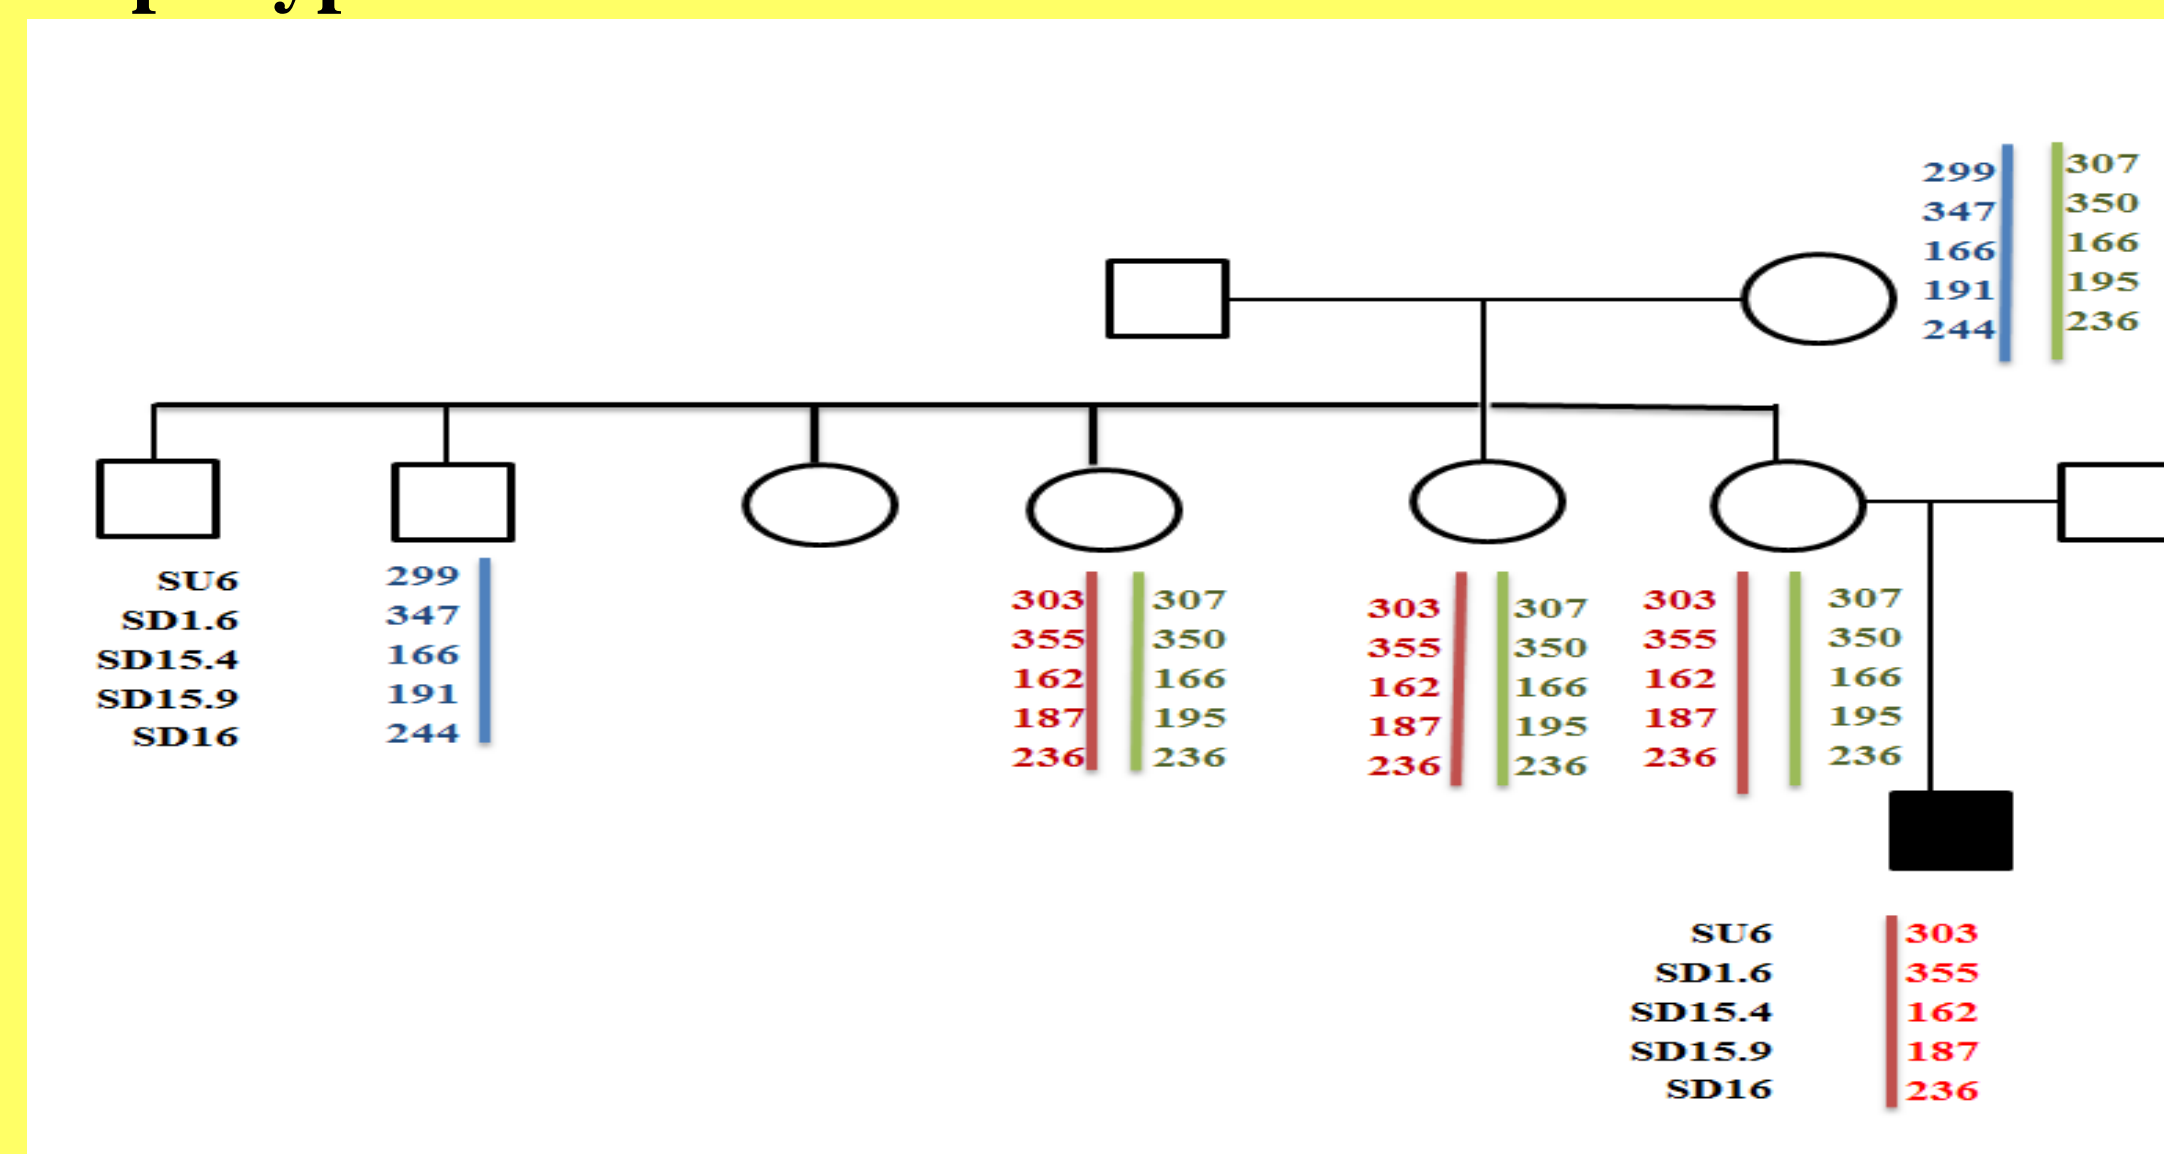 299 307
347 350
166 166
191 195
244 236
SU6 299
SD1.6 347
SD15.4 166
SD15.9 191
SD16 244
303 307
355 350
162 166
187 195
236 236
303 307
355 350
162 166
187 195
236 236
303 307
355 350
162 166
187 195
236 236
SU6 303
SD1.6 355
SD15.4 162
SD15.9 187
SD16 236